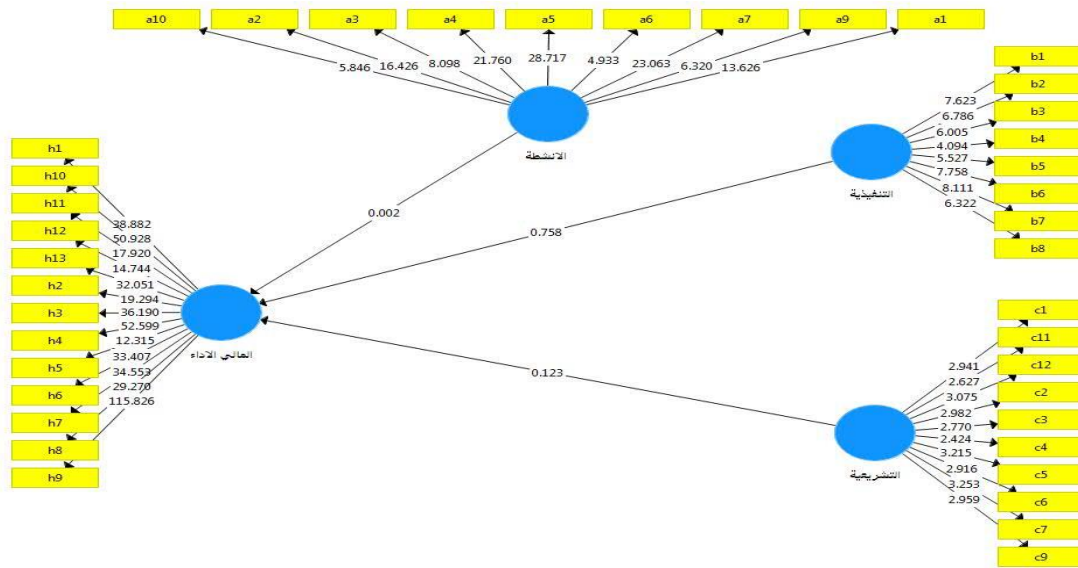 a10 a2 a3 a4 a5 a6 a7 a9 a1
5.846 16.426 8.098 21.760 28.717 4.933 23.063 6.320 13.626
الانشطة
b1
b2
b3
b4
b5
b6
b7
b8
7.623
6.786
6.005
4.094
5.527
7.758
8.111
6.322
التنفيذية
h1
h10
h11
h12
h13
h2
h3
h4
h5
h6
h7
h8
h9
38.882
50.928
17.920
14.744
32.051
19.294
36.190
52.599
12.315
33.407
34.553
29.270
115.826
المالي الاداء
0.002
0.758
0.123
c1
c11
c12
c2
c3
c4
c5
c6
c7
c9
2.941
2.627
3.075
2.982
2.770
2.424
3.215
2.916
3.253
2.959
التشريعية